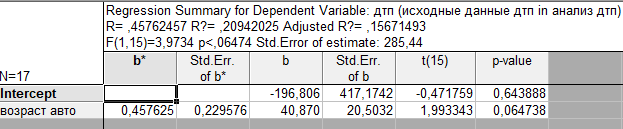 Regression Summary for Dependent Variable: дтп (исходные данные дтп in анализ дтп)
R= ,45762457 R?= ,20942025 Adjusted R?= ,15671493
F(1,15)=3,9734 p<,06474 Std.Error of estimate: 285,44
N=17 b* Std.Err. of b* b Std.Err. of b t(15) p-value
Intercept -196,806 417,1742 -0,471759 0,643888
возраст авто 0,457625 0,229576 40,870 20,5032 1,993343 0,064738